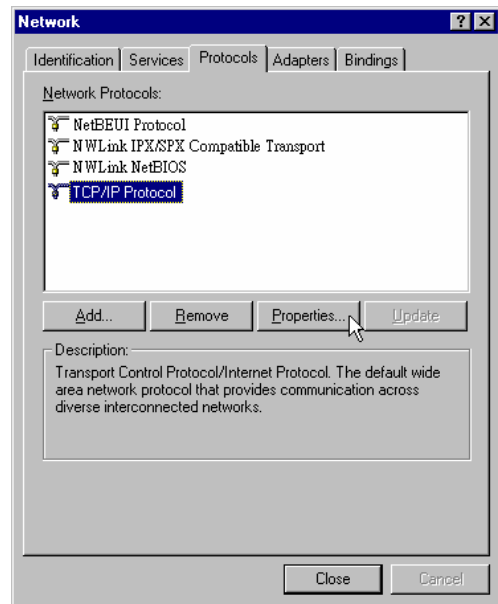 Network
Identification Services Protocols Adapters Bindings
Network Protocols:
NetBEUI Protocol
NWLink IPX/SPX Compatible Transport
NWLink NetBIOS
TCP/IP Protocol
Add... Remove Properties... Update
Description:
Transport Control Protocol/Internet Protocol. The default wide
area network protocol that provides communication across
diverse interconnected networks.
Close Cancel